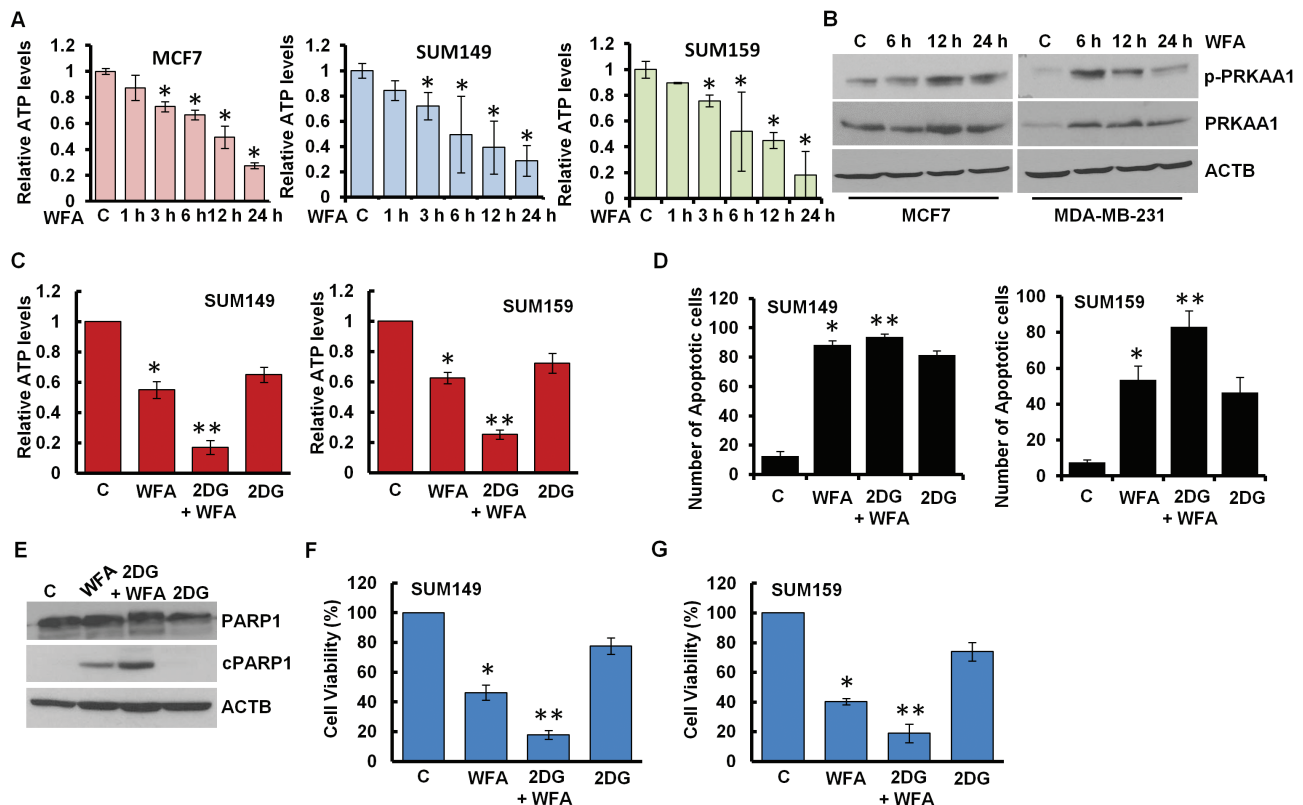 A
MCF7
Relative ATP levels
1.2
1
0.8
0.6
0.4
0.2
0
* * * *
WFA C 1 h 3 h 6 h 12 h 24 h
SUM149
Relative ATP levels
1.2
1
0.8
0.6
0.4
0.2
0
* * * *
WFA C 1 h 3 h 6 h 12 h 24 h
SUM159
Relative ATP levels
1.2
1
0.8
0.6
0.4
0.2
0
* * * *
WFA C 1 h 3 h 6 h 12 h 24 h
B
C 6 h 12 h 24 h C 6 h 12 h 24 h WFA
p-PRKAA1
PRKAA1
ACTB
MCF7 MDA-MB-231
C
SUM149
Relative ATP levels
1.2
1
0.8
0.6
0.4
0.2
0
* **
C WFA 2DG 2DG
+ WFA
SUM159
Relative ATP levels
1.2
1
0.8
0.6
0.4
0.2
0
* **
C WFA 2DG 2DG
+ WFA
D
SUM149
Number of Apoptotic cells
120
100
80
60
40
20
0
* **
C WFA 2DG 2DG
+ WFA
SUM159
Number of Apoptotic cells
100
80
60
40
20
0
* **
C WFA 2DG 2DG
+ WFA
E
C WFA 2DG + WFA 2DG
PARP1
cPARP1
ACTB
F
SUM149
Cell Viability (%)
120
100
80
60
40
20
0
* **
C WFA 2DG 2DG
+ WFA
G
SUM159
Cell Viability (%)
120
100
80
60
40
20
0
* **
C WFA 2DG 2DG
+ WFA